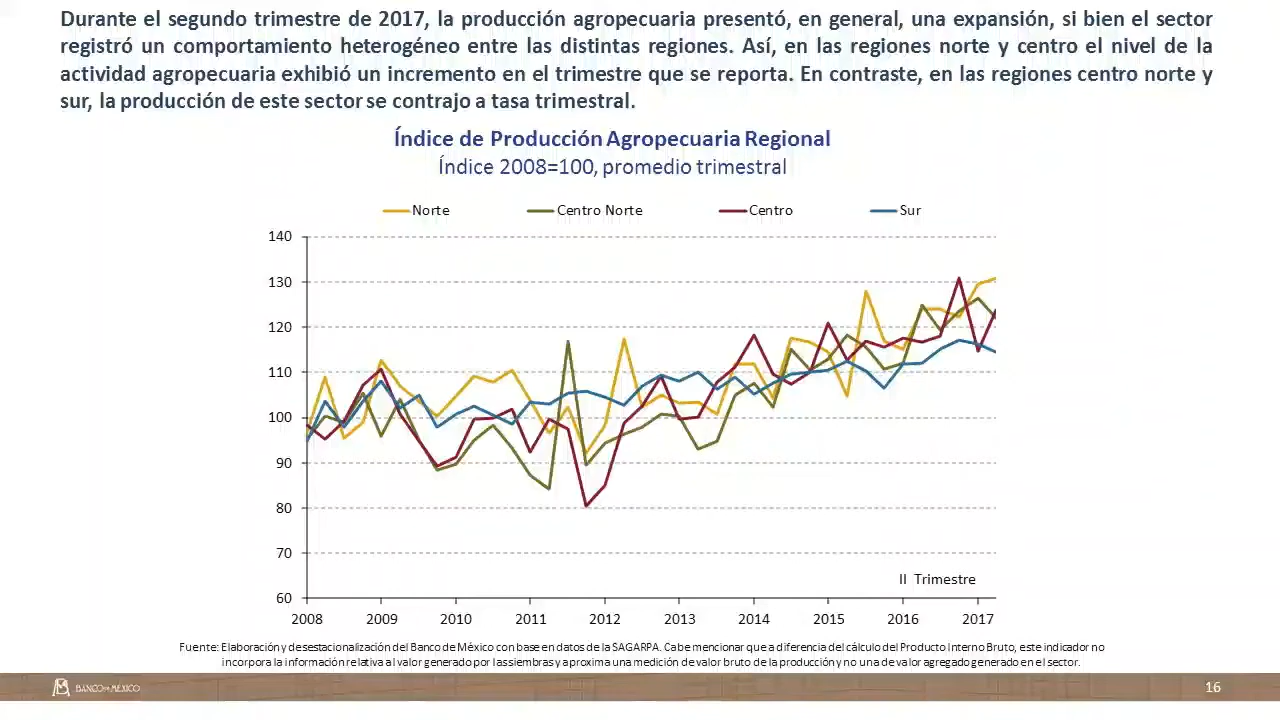 Durante el segundo trimestre de 2017, la producción agropecuaria presentó, en general, una expansión, si bien el sector
registró un comportamiento heterogéneo entre las distintas regiones. Así, en las regiones norte y centro el nivel de la
actividad agropecuaria exhibió un incremento en el trimestre que se reporta. En contraste, en las regiones centro norte y
sur, la producción de este sector se contrajo a tasa trimestral.
Índice de Producción Agropecuaria Regional
Índice 2008=100, promedio trimestral
Norte Centro Norte Centro Sur
140
130
120
110
100
90
80
70
60
II Trimestre
2008 2009 2010 2011 2012 2013 2014 2015 2016 2017
Fuente: Elaboración y desestacionalización del Banco de México con base en datos de la SAGARPA. Cabe mencionar que a diferencia del cálculo del Producto Interno Bruto, este indicador no
incorpora la información relativa al valor generado por las siembras y aproxima una medición de valor bruto de la producción y no una de valor agregado generado en el sector.
BANCO DE MÉXICO
16